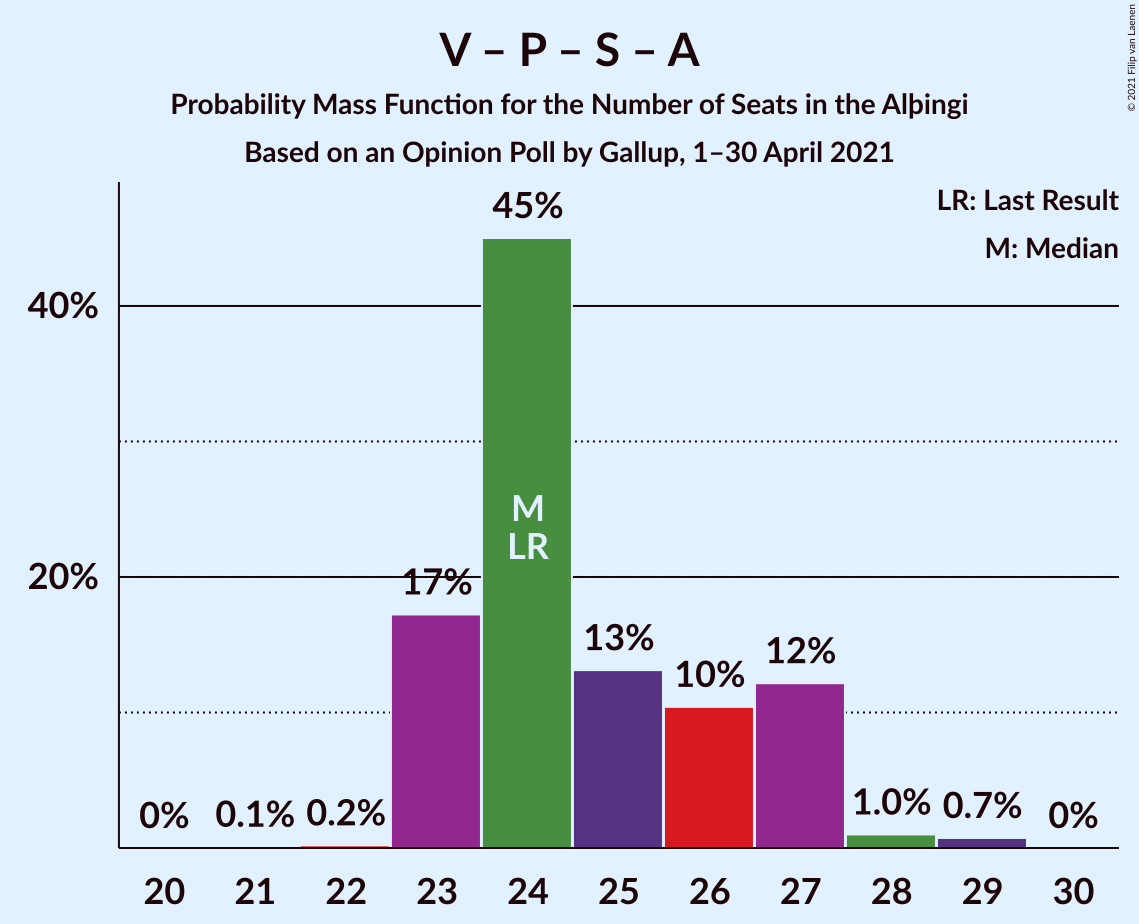 V – P – S – A
Probability Mass Function for the Number of Seats in the Alþingi
Based on an Opinion Poll by Gallup, 1–30 April 2021
© 2021 Filip van Laenen
LR: Last Result
M: Median
45%
40%
M
LR
20%
17%
13%
10%
12%
0%
0.1%
0.2%
1.0%
0.7%
0%
20 21 22 23 24 25 26 27 28 29 30